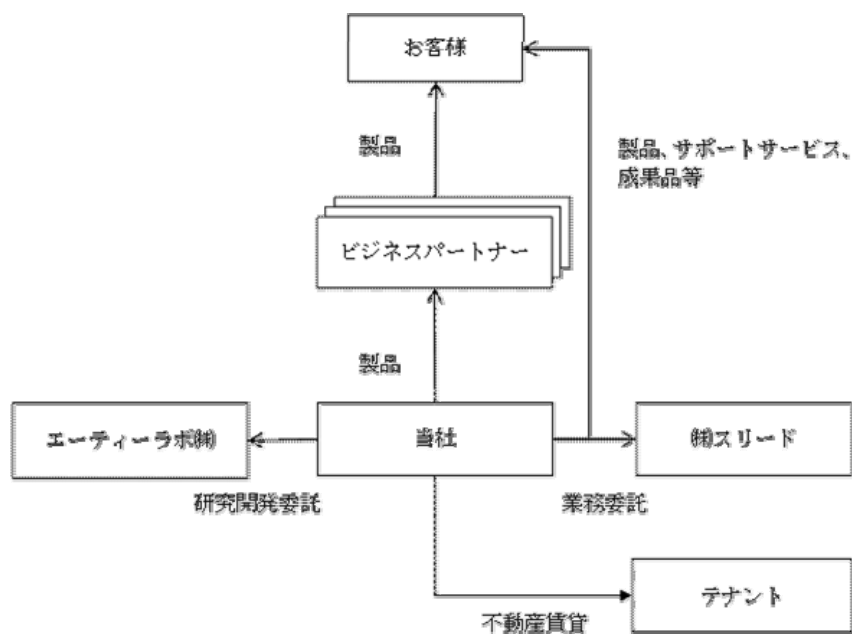 お客様
製品
製品、サポートサービス、
成果品等
ビジネスパートナー
製品
エーティーラボ㈱
当社
㈱スリード
研究開発委託
業務委託
テナント
不動産賃貸